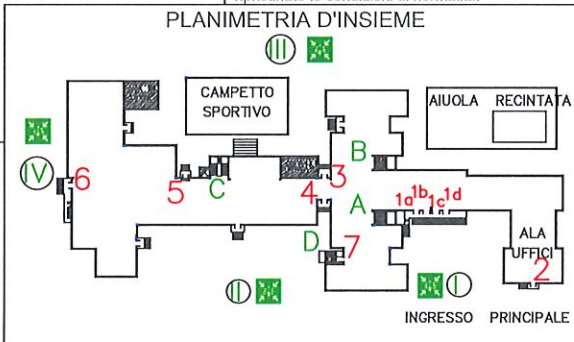 PLANIMETRIA D'INSIEME
III
CAMPETTO
SPORTIVO
AIUOLA RECINTATA
IV
B
6
5
C
4
3
A
1a
1b
1c
1d
D
7
ALA
UFFICI
2
II
I
INGRESSO PRINCIPALE